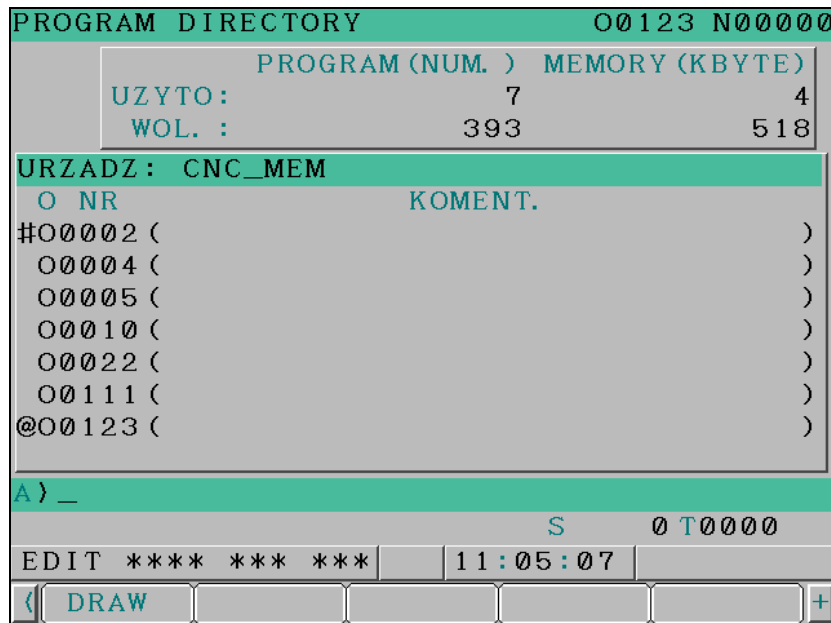 PROGRAM DIRECTORY O0123 N00000
PROGRAM(NUM. ) MEMORY(KBYTE)
UZYTO: 7 4
WOL. : 393 518
URZADZ: CNC_MEM
O NR KOMENT.
#O0002( )
O0004( )
O0005( )
O0010( )
O0022( )
O0111( )
@O0123( )
A⟩_
S 0 T0000
EDIT **** *** *** 11:05:07
⟨ DRAW +